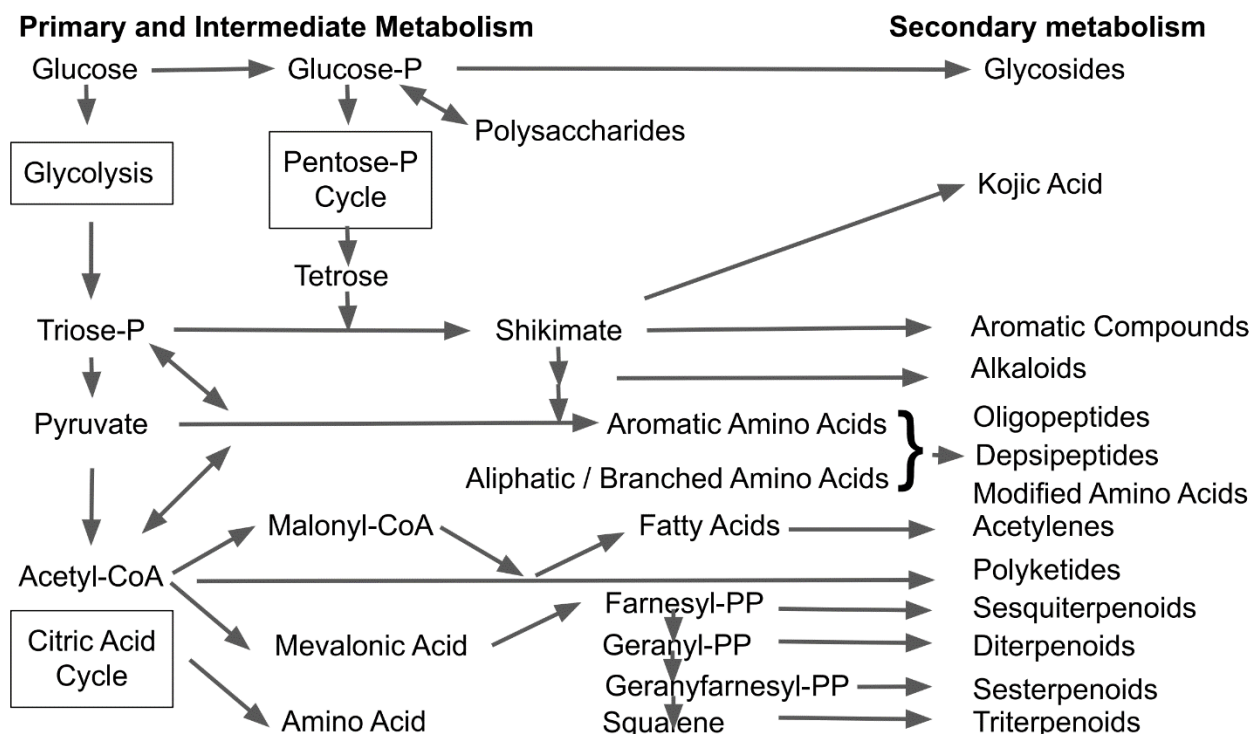 Primary and Intermediate Metabolism
Secondary metabolism
Glucose
Glucose-P
Glycosides
Polysaccharides
Glycolysis
Pentose-P
Cycle
Kojic Acid
Tetrose
Triose-P
Shikimate
Aromatic Compounds
Alkaloids
Pyruvate
Aromatic Amino Acids
}
Oligopeptides
Depsipeptides
Aliphatic / Branched Amino Acids
Modified Amino Acids
Malonyl-CoA
Fatty Acids
Acetylenes
Acetyl-CoA
Polyketides
Farnesyl-PP
Sesquiterpenoids
Citric Acid
Cycle
Mevalonic Acid
Geranyl-PP
Diterpenoids
Geranyfarnesyl-PP
Sesterpenoids
Amino Acid
Squalene
Triterpenoids